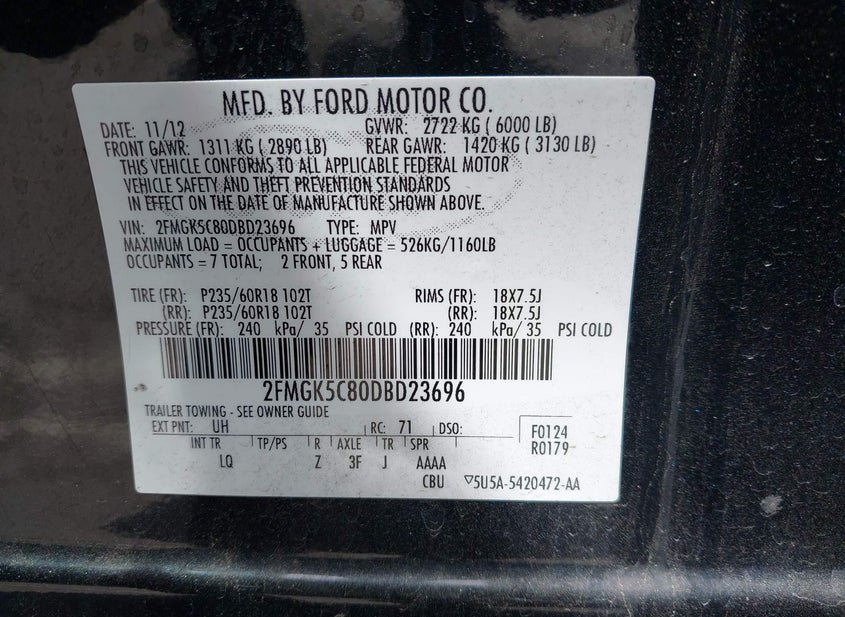 MFD. BY FORD MOTOR CO.
DATE: 11/12 GVWR: 2722 KG ( 6000 LB)
FRONT GAWR: 1311 KG ( 2890 LB) REAR GAWR: 1420 KG ( 3130 LB)
THIS VEHICLE CONFORMS TO ALL APPLICABLE FEDERAL MOTOR
VEHICLE SAFETY AND THEFT PREVENTION STANDARDS
IN EFFECT ON THE DATE OF MANUFACTURE SHOWN ABOVE.
VIN: 2FMGK5C80DBD23696 TYPE: MPV
MAXIMUM LOAD = OCCUPANTS + LUGGAGE = 526KG/1160LB
OCCUPANTS = 7 TOTAL; 2 FRONT, 5 REAR
TIRE (FR): P235/60R18 102T RIMS (FR): 18X7.5J
(RR): P235/60R18 102T (RR): 18X7.5J
PRESSURE (FR): 240 kPa/ 35 PSI COLD (RR): 240 kPa/ 35 PSI COLD
2FMGK5C80DBD23696
TRAILER TOWING - SEE OWNER GUIDE
EXT PNT: UH RC: 71 DSO:
INT TR TP/PS R AXLE TR SPR
LQ Z 3F J AAAA
F0124
R0179
CBU ▽5U5A-5420472-AA